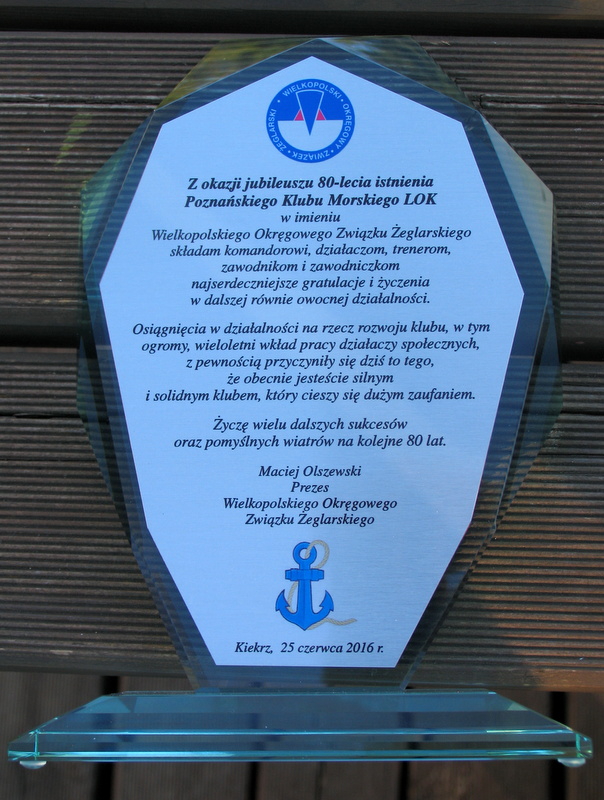 WIELKOPOLSKI • OKRĘGOWY • ZWIĄZEK • ŻEGLARSKI •
Z okazji jubileuszu 80-lecia istnienia
Poznańskiego Klubu Morskiego LOK
w imieniu
Wielkopolskiego Okręgowego Związku Żeglarskiego
składam komandorowi, działaczom, trenerom,
zawodnikom i zawodniczkom
najserdeczniejsze gratulacje i życzenia
w dalszej równie owocnej działalności.
Osiągnięcia w działalności na rzecz rozwoju klubu, w tym
ogromy, wieloletni wkład pracy działaczy społecznych,
z pewnością przyczyniły się dziś to tego,
że obecnie jesteście silnym
i solidnym klubem, który cieszy się dużym zaufaniem.
Życzę wielu dalszych sukcesów
oraz pomyślnych wiatrów na kolejne 80 lat.
Maciej Olszewski
Prezes
Wielkopolskiego Okręgowego
Związku Żeglarskiego
Kiekrz, 25 czerwca 2016 r.